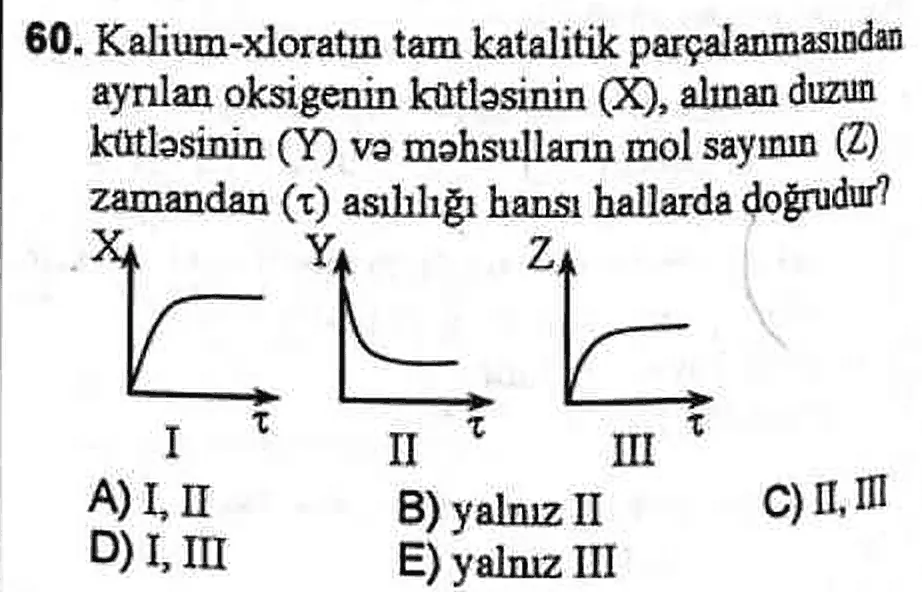 60. Kalium-xloratın tam katalitik parçalanmasından
ayrılan oksigenin kütləsinin (X), alınan duzun
kütləsinin (Y) və məhsulların mol sayının (Z)
zamandan (τ) asılılığı hansı hallarda doğrudur?
X Y Z
τ τ τ
I II III
A) I, II B) yalnız II C) II, III
D) I, III E) yalnız III